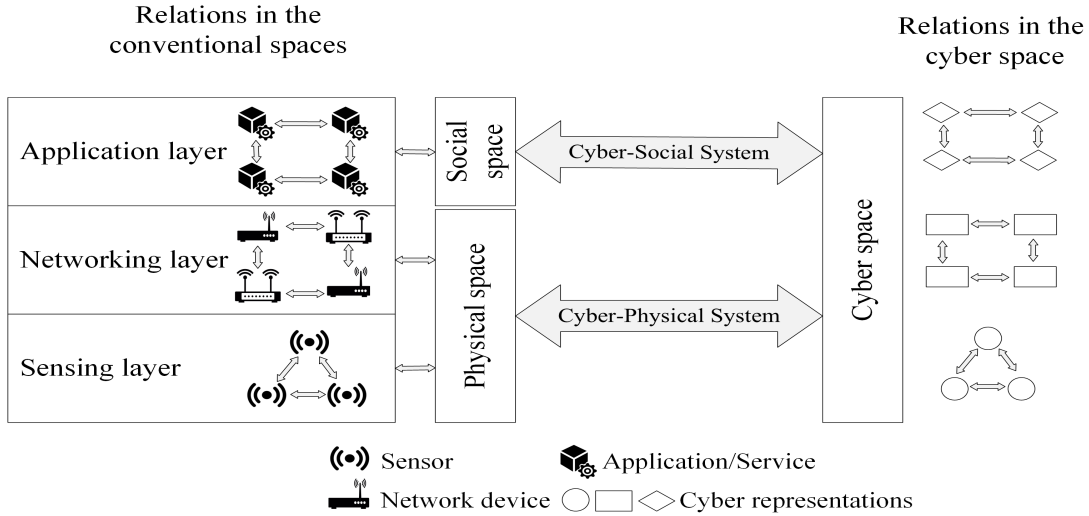 Relations in the
conventional spaces
Relations in the
cyber space
Application layer
Social
space
Cyber-Social System
Networking layer
Physical space
Cyber space
Cyber-Physical System
Sensing layer
Sensor
Application/Service
Network device
Cyber representations